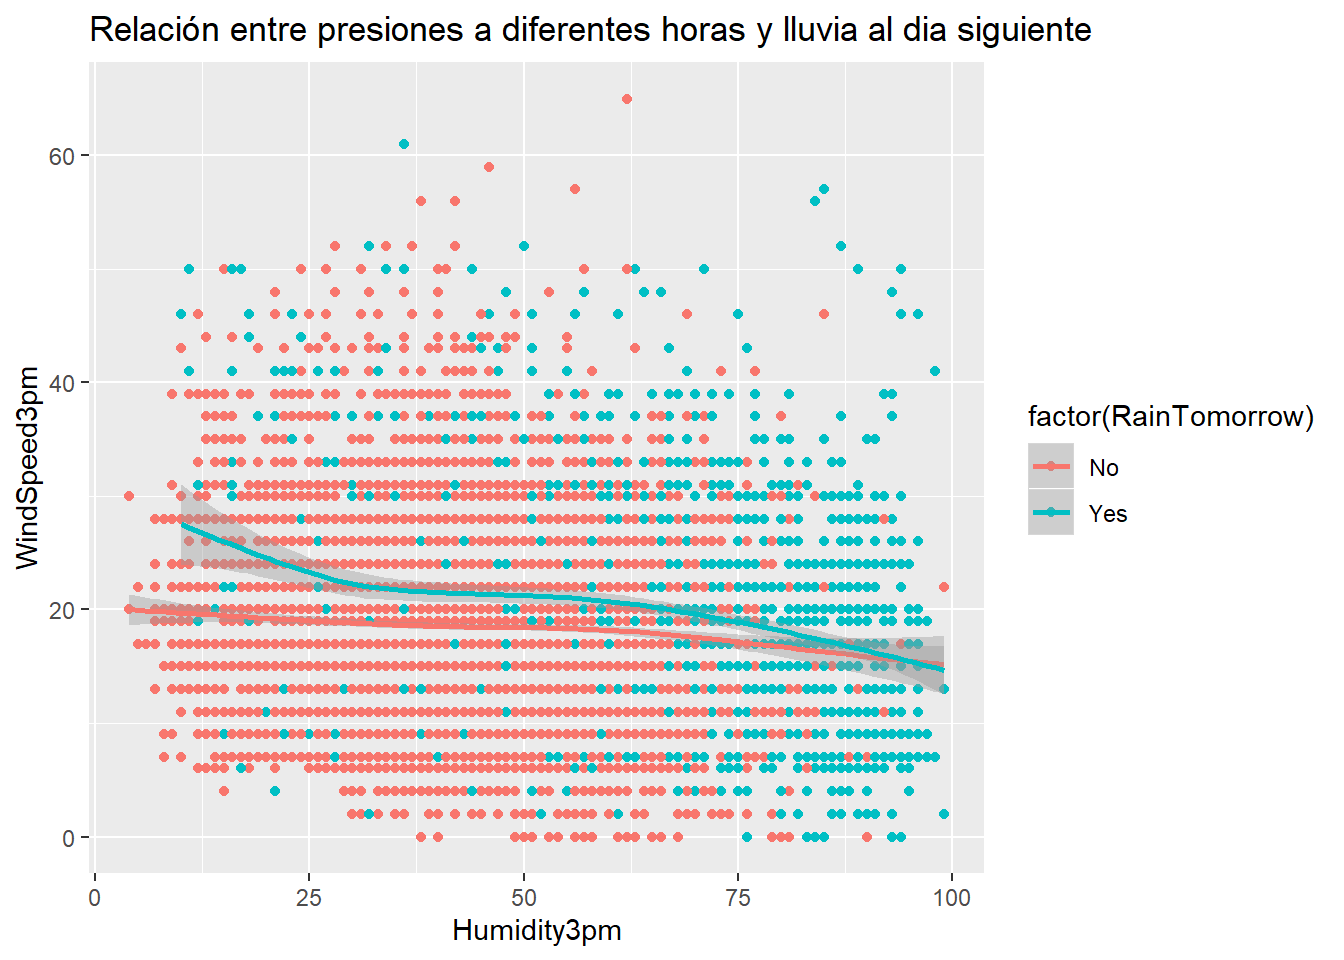 Relación entre presiones a diferentes horas y lluvia al dia siguiente
60
40
20
0
WindSpeed3pm
0 25 50 75 100
Humidity3pm
factor(RainTomorrow)
No
Yes